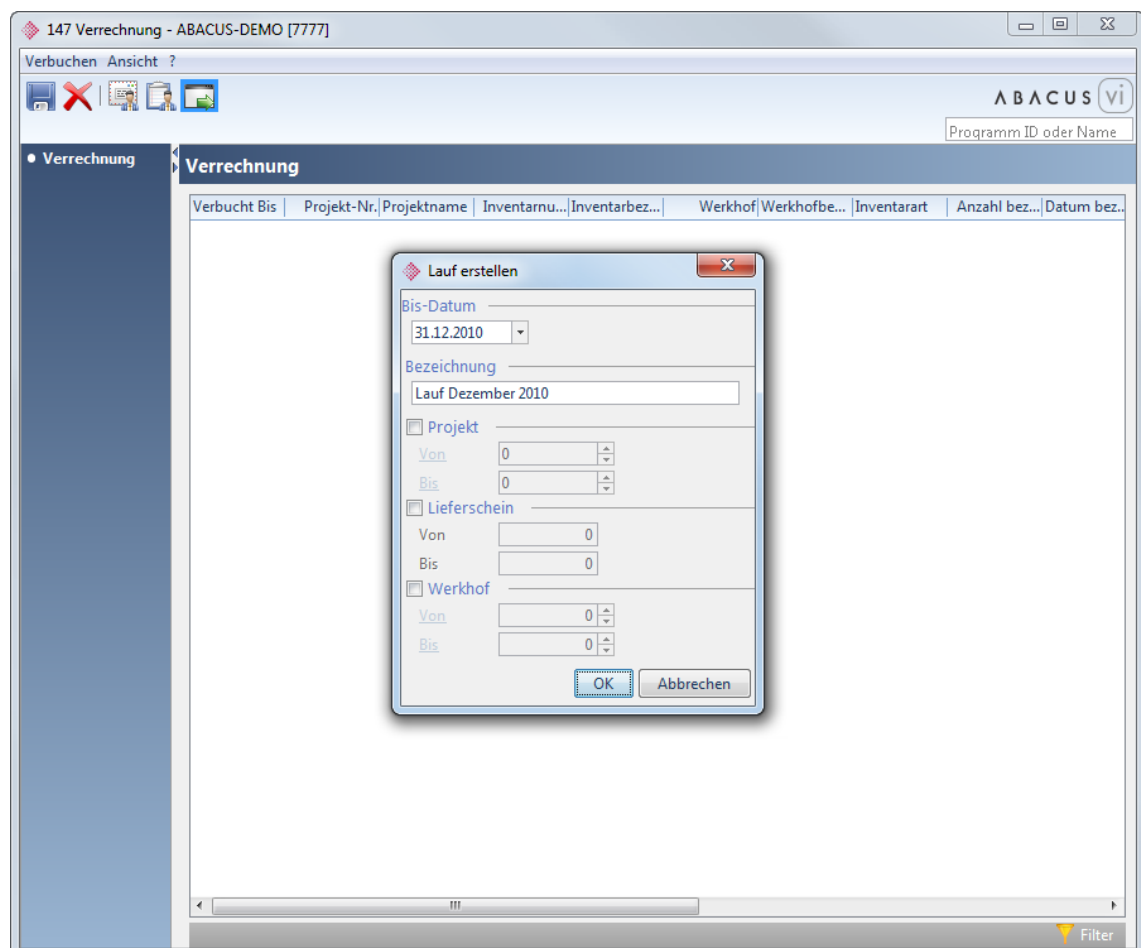 147 Verrechnung - ABACUS-DEMO [7777]
Verbuchen Ansicht ?
ABACUS vi
Programm ID oder Name
Verrechnung
Verrechnung
Verbucht Bis Projekt-Nr. Projektname Inventarnu... Inventarbez... Werkhof Werkhofbe... Inventarart Anzahl bez... Datum bez..
Lauf erstellen
Bis-Datum
31.12.2010
Bezeichnung
Lauf Dezember 2010
Projekt
Von 0
Bis 0
Lieferschein
Von 0
Bis 0
Werkhof
Von 0
Bis 0
OK Abbrechen
Filter